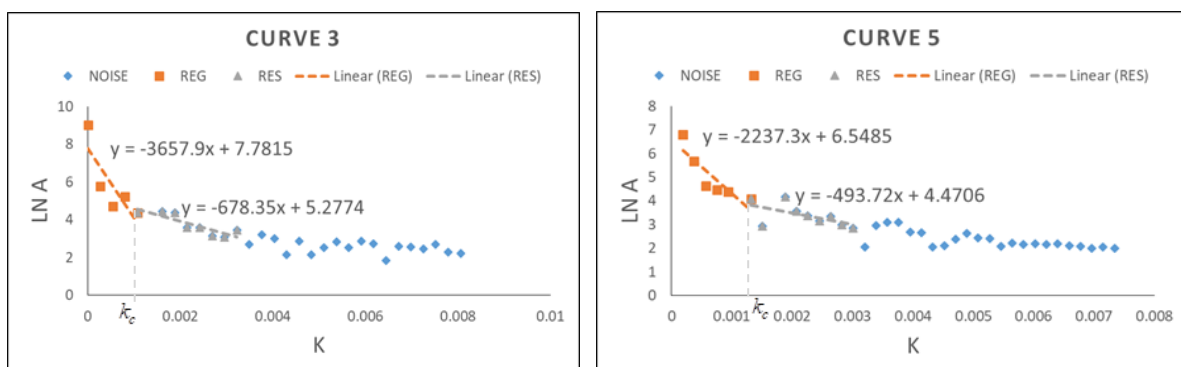 CURVE 3
NOISE REG RES Linear (REG) Linear (RES)
10
8
6
4
2
0
y = -3657.9x + 7.7815
y = -678.35x + 5.2774
LN A
0 0.002 0.004 0.006 0.008 0.01
k_c
K
CURVE 5
NOISE REG RES Linear (REG) Linear (RES)
8
7
6
5
4
3
2
1
0
y = -2237.3x + 6.5485
y = -493.72x + 4.4706
LN A
0 0.001 0.002 0.003 0.004 0.005 0.006 0.007 0.008
k_c
K